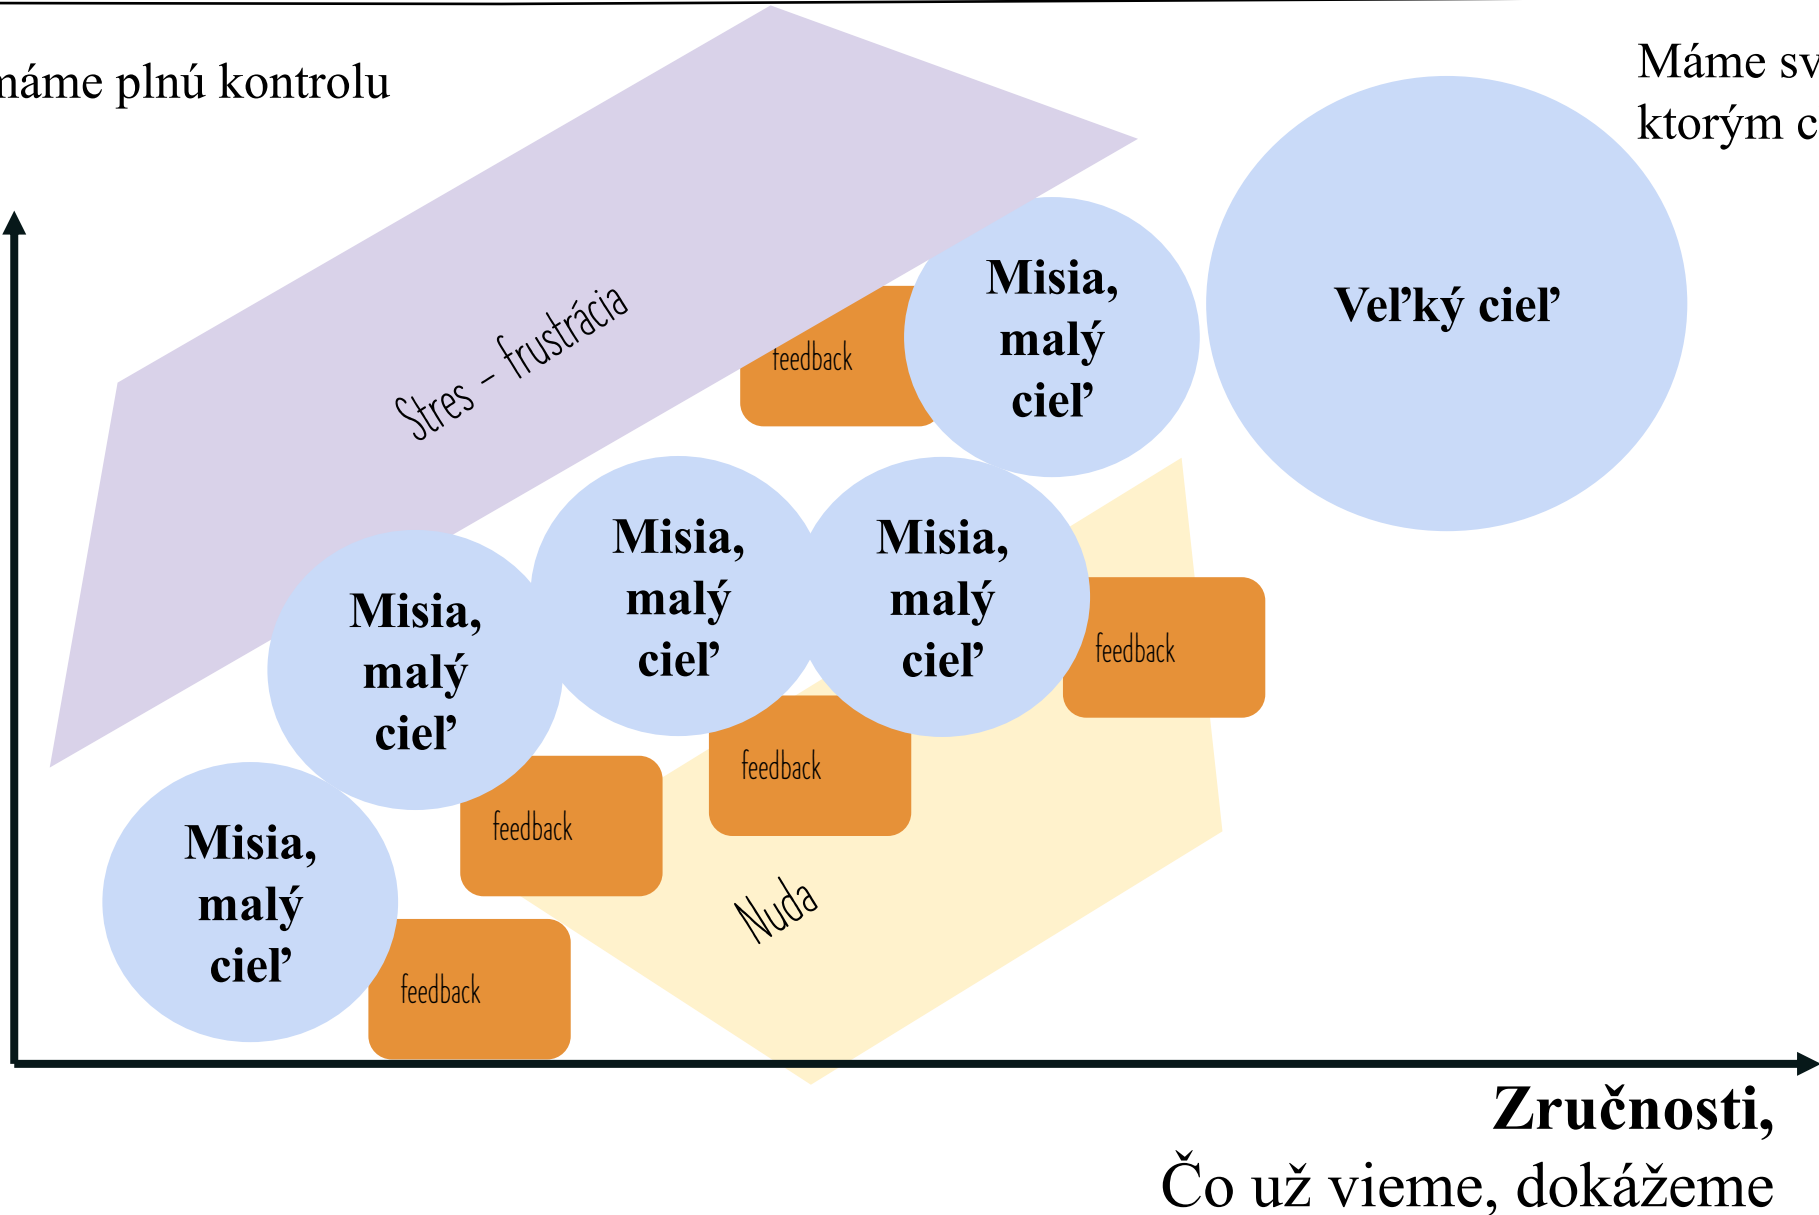 máme plnú kontrolu
Máme sv
ktorým c
Stres – frustrácia
feedback
Misia,
malý
cieľ
Veľký cieľ
Misia,
malý
cieľ
Misia,
malý
cieľ
Misia,
malý
cieľ
feedback
feedback
feedback
Misia,
malý
cieľ
Nuda
feedback
Zručnosti,
Čo už vieme, dokážeme